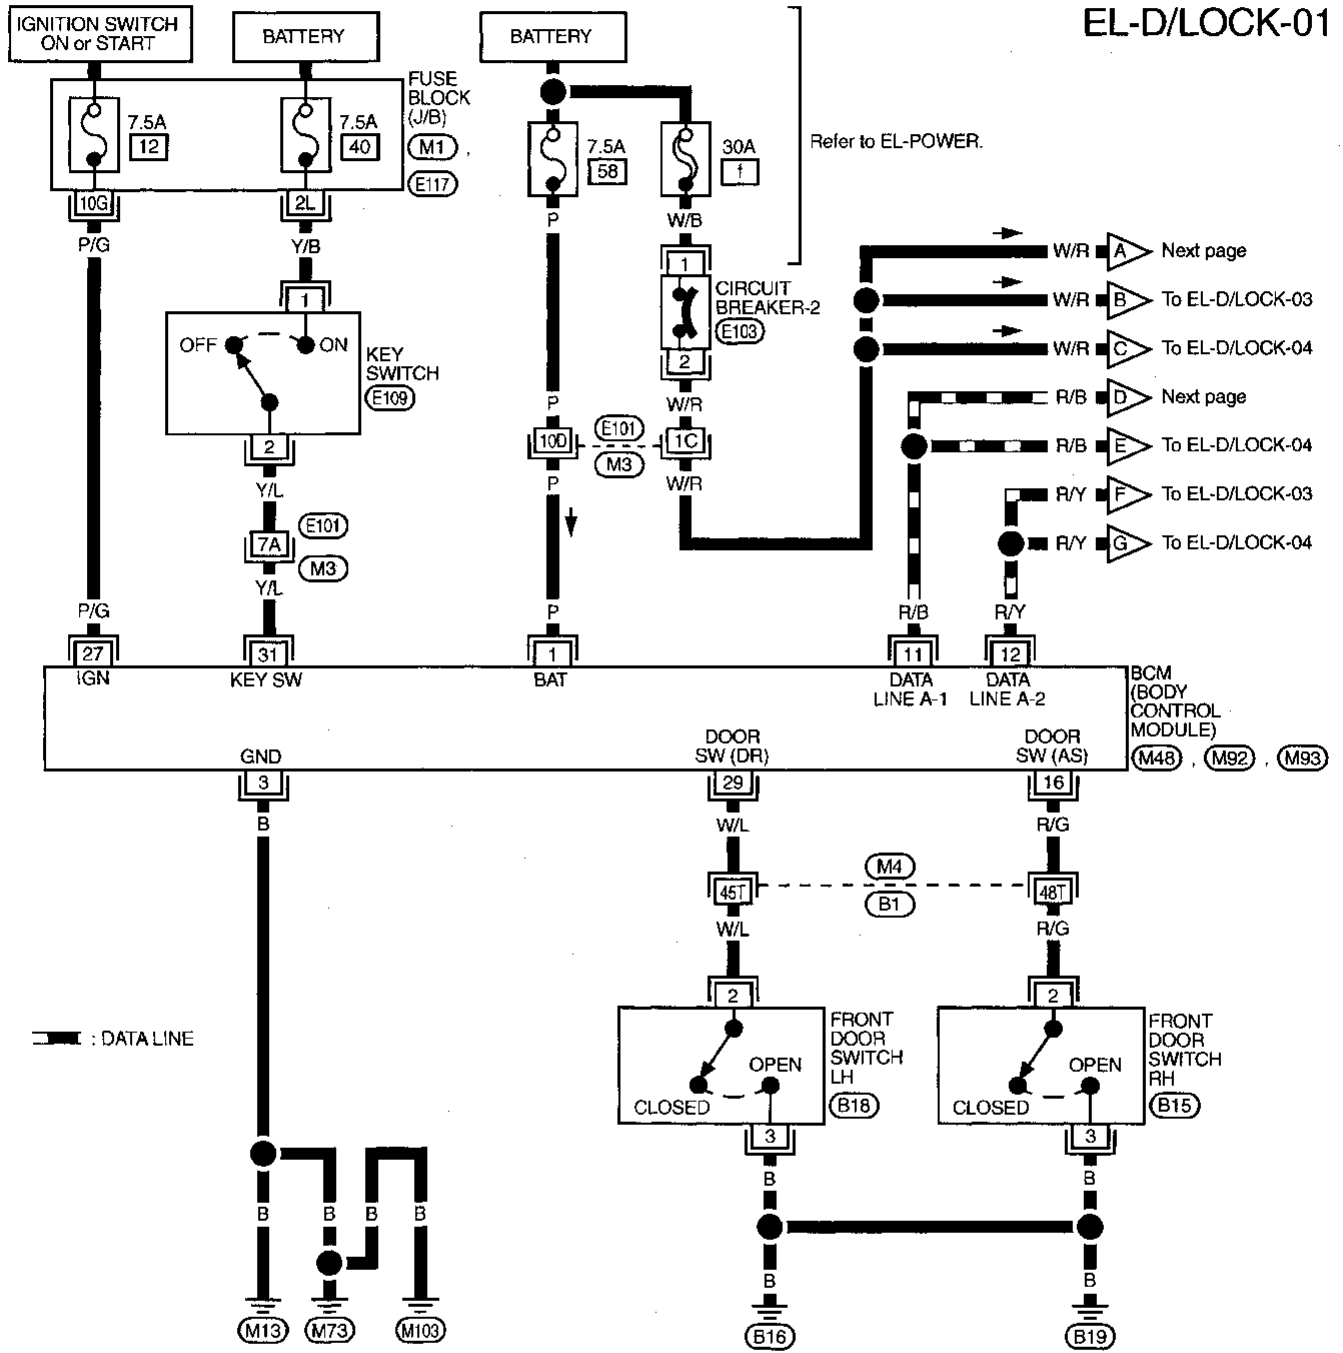 EL-D/LOCK-01
IGNITION SWITCH
ON or START
BATTERY
BATTERY
FUSE
BLOCK
(J/B)
M1 ,
E117
7.5A
12
7.5A
40
7.5A
58
30A
f
Refer to EL-POWER.
10G
2L
P/G
Y/B
P
W/B
1
1
CIRCUIT
BREAKER-2
E103
2
OFF
ON
KEY
SWITCH
E109
2
W/R A Next page
W/R B To EL-D/LOCK-03
W/R C To EL-D/LOCK-04
R/B D Next page
R/B E To EL-D/LOCK-04
R/Y F To EL-D/LOCK-03
R/Y G To EL-D/LOCK-04
P
W/R
10D
E101
M3
1C
P
W/R
Y/L
7A
E101
M3
Y/L
P/G
P
R/B
R/Y
27
31
1
11
12
IGN
KEY SW
BAT
DATA
LINE A-1
DATA
LINE A-2
BCM
(BODY
CONTROL
MODULE)
M48 , M92 , M93
GND
DOOR
SW (DR)
DOOR
SW (AS)
3
29
16
B
W/L
R/G
45T
M4
B1
48T
W/L
R/G
2
2
OPEN
CLOSED
FRONT
DOOR
SWITCH
LH
B18
OPEN
CLOSED
FRONT
DOOR
SWITCH
RH
B15
: DATA LINE
3
3
B
B
B
B
B
B
B
B
M13
M73
M103
B16
B19